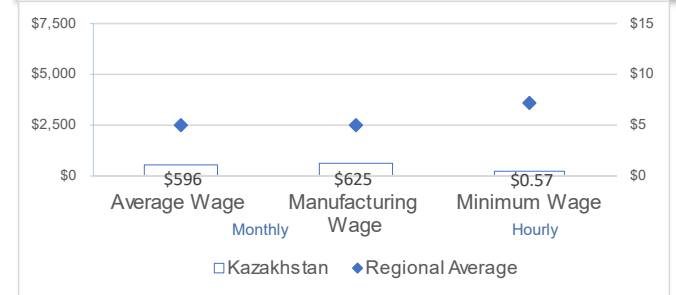 $7,500 $15
$5,000 $10
$2,500 $5
$0 $0
$596 $625 $0.57
Average Wage Manufacturing Wage Minimum Wage
Monthly Hourly
Kazakhstan Regional Average